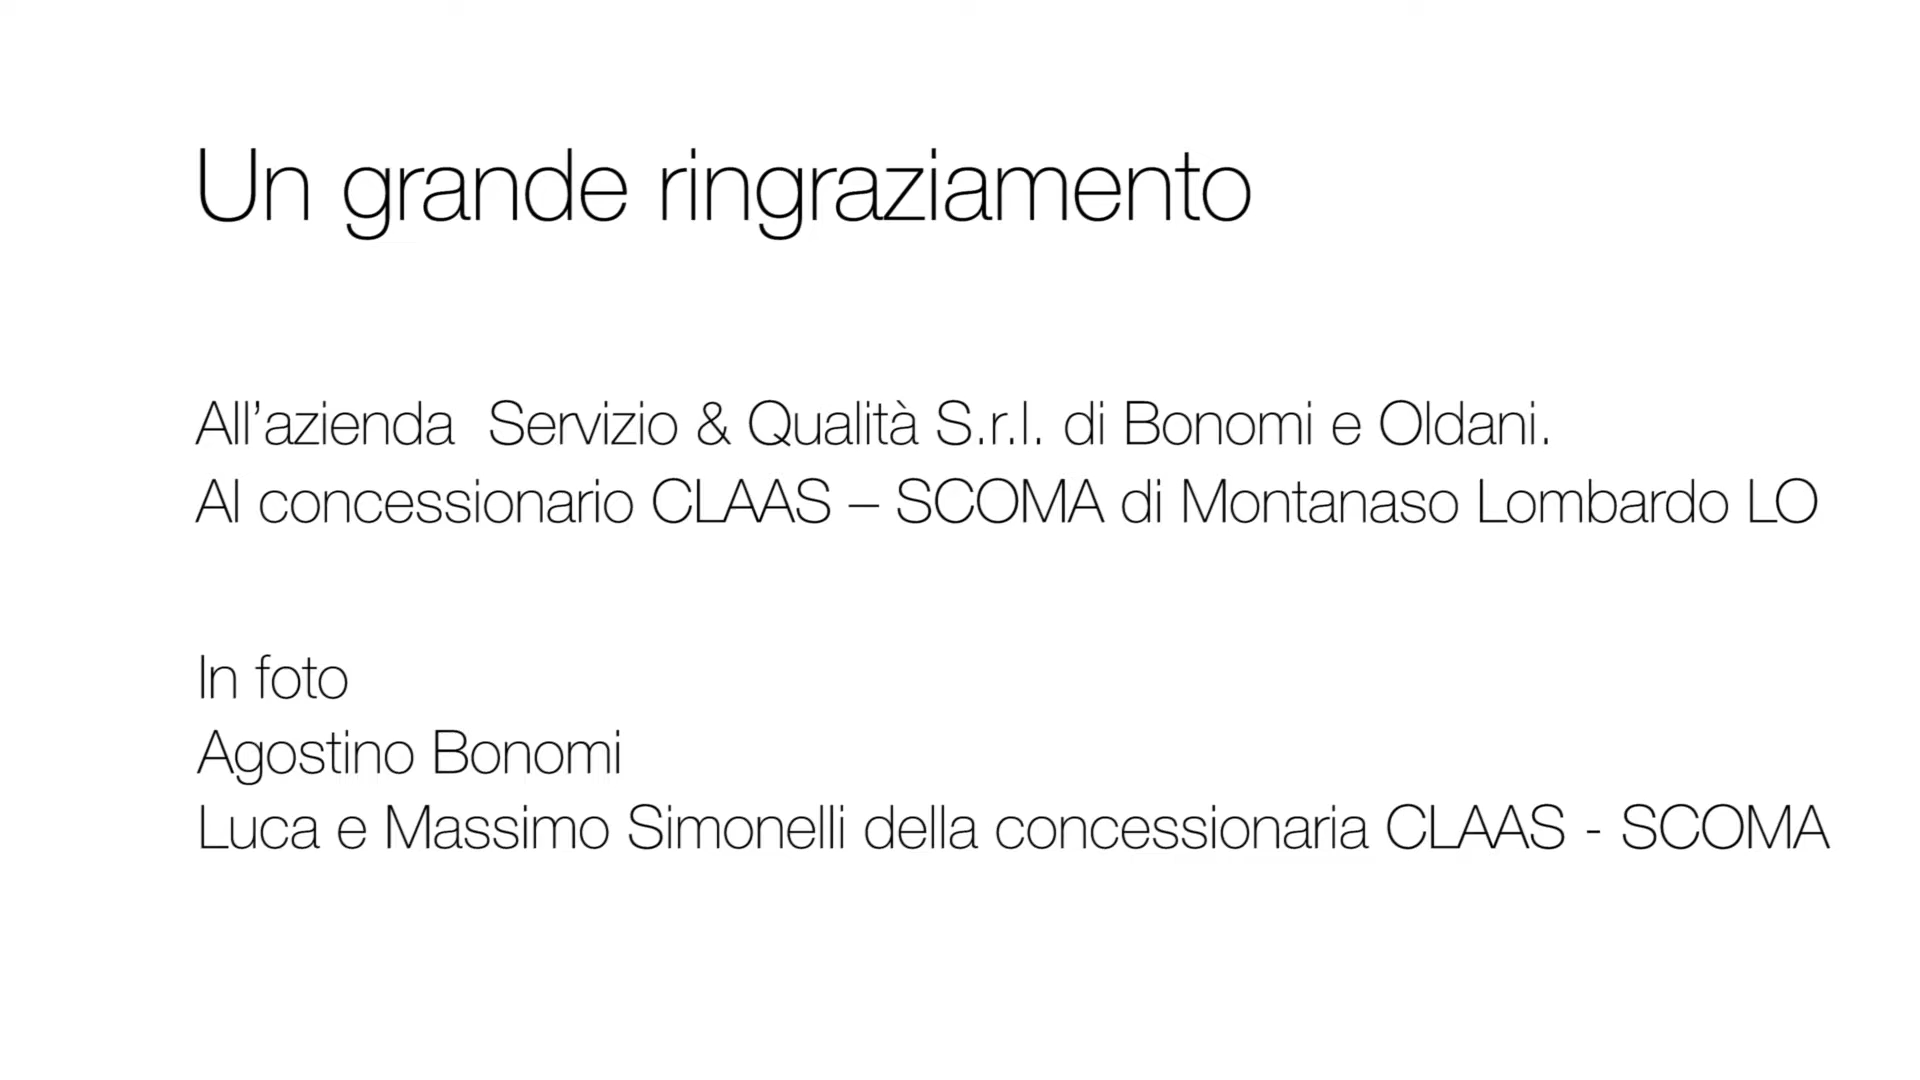 Un grande ringraziamento
All’azienda  Servizio & Qualità S.r.l. di Bonomi e Oldani.
Al concessionario CLAAS – SCOMA di Montanaso Lombardo LO
In foto
Agostino Bonomi
Luca e Massimo Simonelli della concessionaria CLAAS - SCOMA